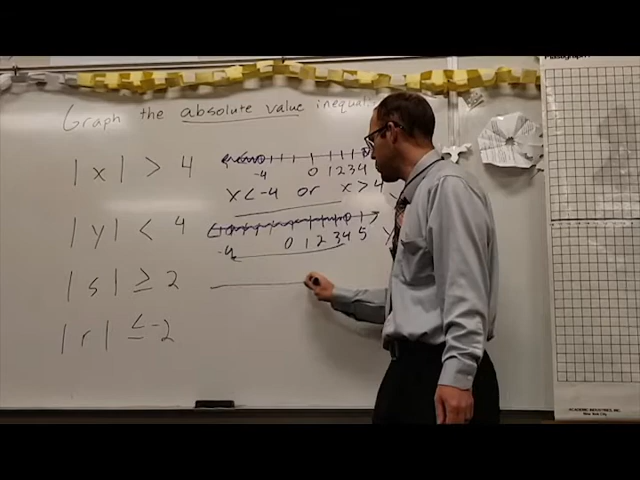 Graph the absolute value inequal
|x| > 4
-4 0 1 2 3 4
x < -4 or x > 4
|y| < 4
-4 0 1 2 3 4 5
|s| ≥ 2
|r| ≤ -2